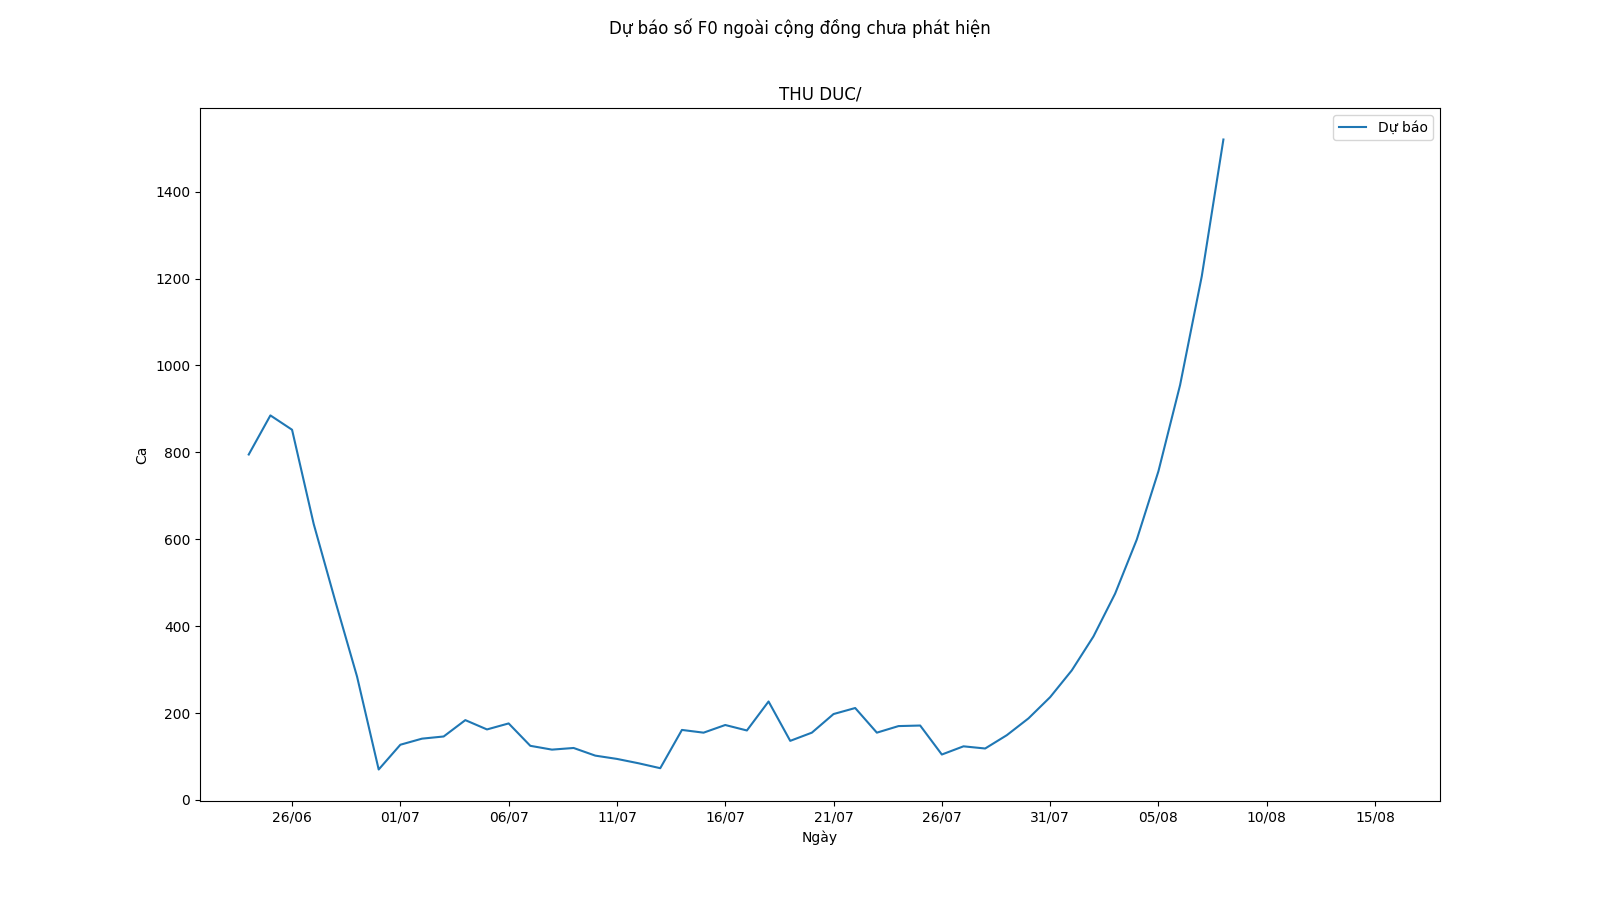 Dự báo số F0 ngoài cộng đồng chưa phát hiện
THU DUC/
Dự báo
1400
1200
1000
800
600
400
200
0
Ca
26/06 01/07 06/07 11/07 16/07 21/07 26/07 31/07 05/08 10/08 15/08
Ngày